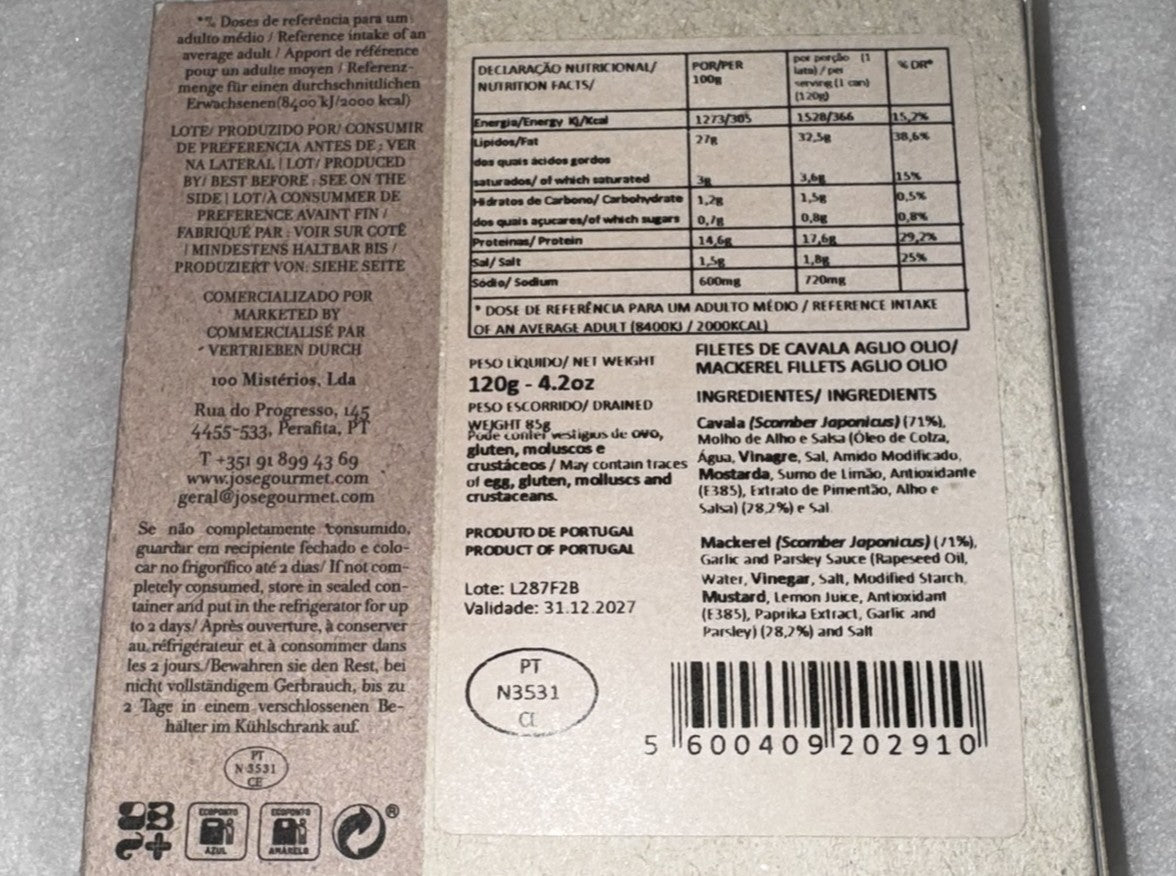 *% Doses de referência para um
adulto médio / Reference intake of an
average adult / Apport de référence
pour un adulte moyen / Referenz-
menge für einen durchschnittlichen
Erwachsenen(8400 kJ/2000 kcal)
LOTE/ PRODUZIDO POR/ CONSUMIR
DE PREFERENCIA ANTES DE : VER
NA LATERAL | LOT/ PRODUCED
BY/ BEST BEFORE : SEE ON THE
SIDE | LOT/À CONSUMMER DE
PREFERENCE AVAINT FIN /
FABRIQUÉ PAR : VOIR SUR COTÊ
| MINDESTENS HALTBAR BIS /
PRODUZIERT VON: SIEHE SEITE
COMERCIALIZADO POR
MARKETED BY
COMMERCIALISÉ PAR
VERTRIEBEN DURCH
100 Mistérios, Lda
Rua do Progresso, 145
4455-533, Perafita, PT
T +351 91 899 43 69
www.josegourmet.com
geral@josegourmet.com
Se não completamente consumido,
guardar em recipiente fechado e colo-
car no frigorífico até 2 dias/ If not com-
pletely consumed, store in sealed con-
tainer and put in the refrigerator for up
to 2 days/ Après ouverture, à conserver
au réfrigérateur et à consommer dans
les 2 jours./Bewahren sie den Rest, bei
nicht vollständigem Gerbrauch, bis zu
2 Tage in einem verschlossenen Be-
hälter im Kühlschrank auf.
PT
N 3531
CE
ECOPONTO ECOPONTO
AZUL AMARELO
®
DECLARAÇÃO NUTRICIONAL/ POR/PER por porção (1 % DR*
NUTRITION FACTS/ 100g lata) / per
serving (1 can)
(120g)
Energia/Energy KJ/Kcal 1273/305 1528/366 15,2%
Lipidos/Fat 27g 32,5g 38,6%
dos quais ácidos gordos
saturados/ of which saturated 3g 3,6g 15%
Hidratos de Carbono/ Carbohydrate 1,2g 1,5g 0,5%
dos quais açucares/of which sugars 0,7g 0,8g 0,8%
Proteinas/ Protein 14,6g 17,6g 29,2%
Sal/ Salt 1,5g 1,8g 25%
Sódio/ Sodium 600mg 720mg
* DOSE DE REFERÊNCIA PARA UM ADULTO MÉDIO / REFERENCE INTAKE
OF AN AVERAGE ADULT (8400KJ / 2000KCAL)
PESO LÍQUIDO/ NET WEIGHT
120g - 4.2oz
PESO ESCORRIDO/ DRAINED
WEIGHT 85g
Pode conter vestigius de ovo,
gluten, moluscos e
crustáceos / May contain traces
of egg, gluten, molluscs and
crustaceans.
PRODUTO DE PORTUGAL
PRODUCT OF PORTUGAL
Lote: L287F2B
Validade: 31.12.2027
PT
N3531
CE
FILETES DE CAVALA AGLIO OLIO/
MACKEREL FILLETS AGLIO OLIO
INGREDIENTES/ INGREDIENTS
Cavala (Scomber Japonicus) (71%),
Molho de Alho e Salsa (Óleo de Colza,
Água, Vinagre, Sal, Amido Modificado,
Mostarda, Sumo de Limão, Antioxidante
(E385), Extrato de Pimentão, Alho e
Salsa) (28,2%) e Sal.
Mackerel (Scomber Japonicus) (71%),
Garlic and Parsley Sauce (Rapeseed Oil,
Water, Vinegar, Salt, Modified Starch,
Mustard, Lemon Juice, Antioxidant
(E385), Paprika Extract, Garlic and
Parsley) (28,2%) and Salt
5 600409 202910